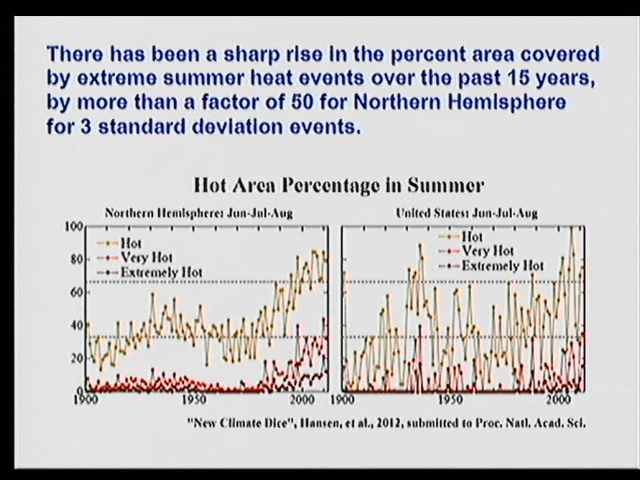 There has been a sharp rise in the percent area covered
by extreme summer heat events over the past 15 years,
by more than a factor of 50 for Northern Hemisphere
for 3 standard deviation events.
Hot Area Percentage in Summer
Northern Hemisphere: Jun-Jul-Aug
United States: Jun-Jul-Aug
100
80
60
40
20
0
Hot
Very Hot
Extremely Hot
Hot
Very Hot
Extremely Hot
1900 1950 2000
1900 1950 2000
"New Climate Dice", Hansen, et al., 2012, submitted to Proc. Natl. Acad. Sci.